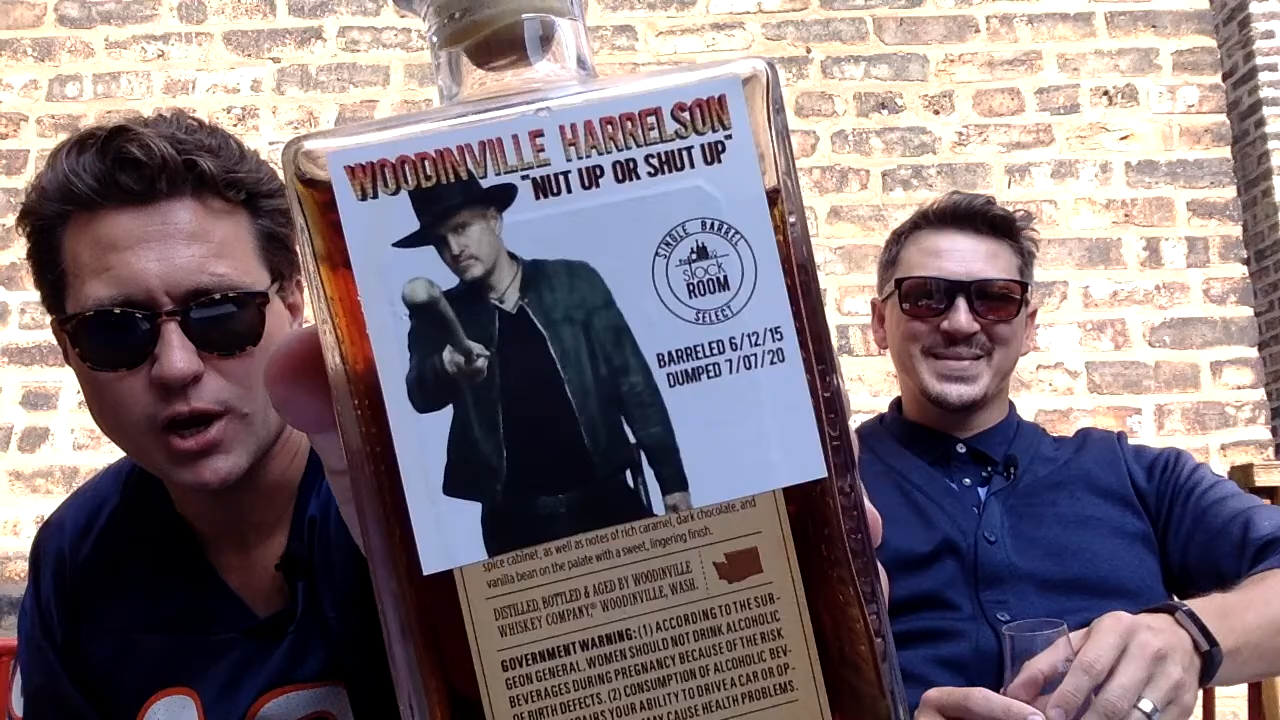 WOODINVILLE HARRELSON
"NUT UP OR SHUT UP"
SINGLE BARREL
stock
ROOM
SELECT
BARRELED 6/12/15
DUMPED 7/07/20
spice cabinet, as well as notes of rich caramel, dark chocolate, and
vanilla bean on the palate with a sweet, lingering finish.
DISTILLED, BOTTLED & AGED BY WOODINVILLE
WHISKEY COMPANY,® WOODINVILLE, WASH.
GOVERNMENT WARNING: (1) ACCORDING TO THE SUR-
GEON GENERAL, WOMEN SHOULD NOT DRINK ALCOHOLIC
BEVERAGES DURING PREGNANCY BECAUSE OF THE RISK
OF BIRTH DEFECTS. (2) CONSUMPTION OF ALCOHOLIC BEV-
YOUR ABILITY TO DRIVE A CAR OR OP-
MAY CAUSE HEALTH PROBLEMS.